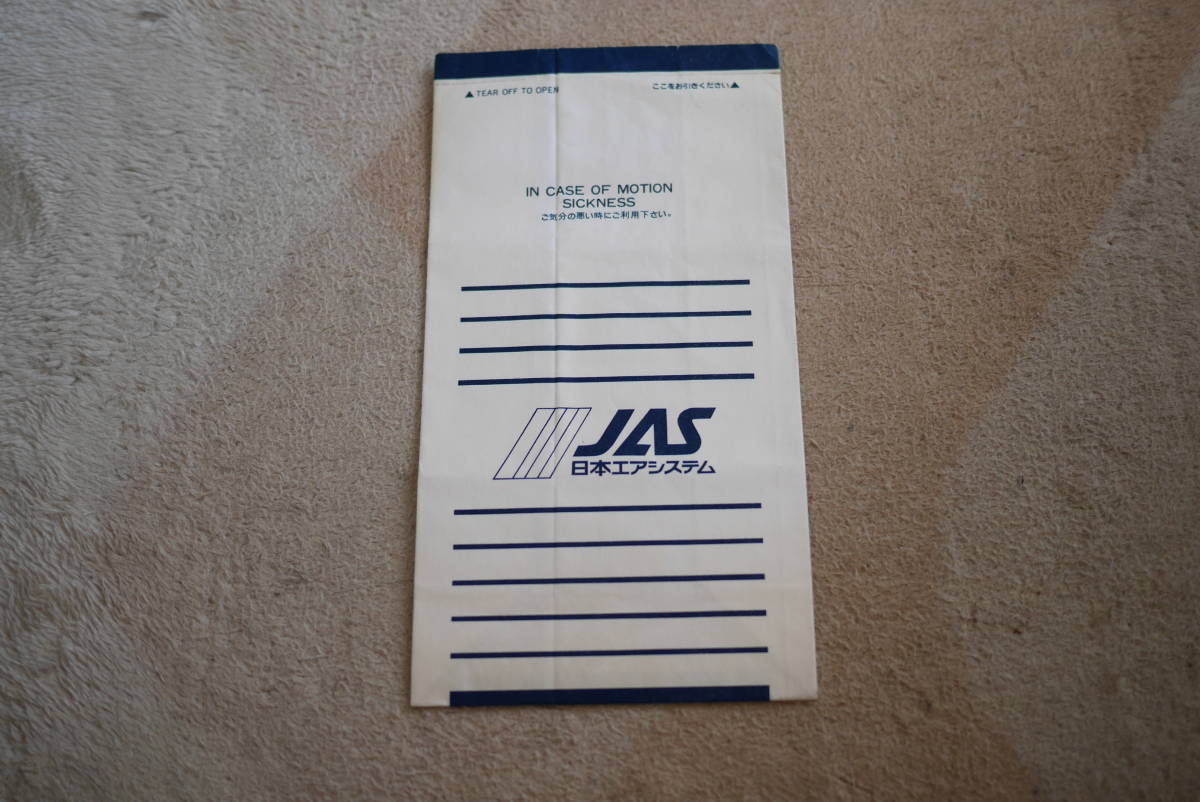 ▲ TEAR OFF TO OPEN
ここをお引きください▲
IN CASE OF MOTION
SICKNESS
ご気分の悪い時にご利用下さい。
JAS
日本エアシステム